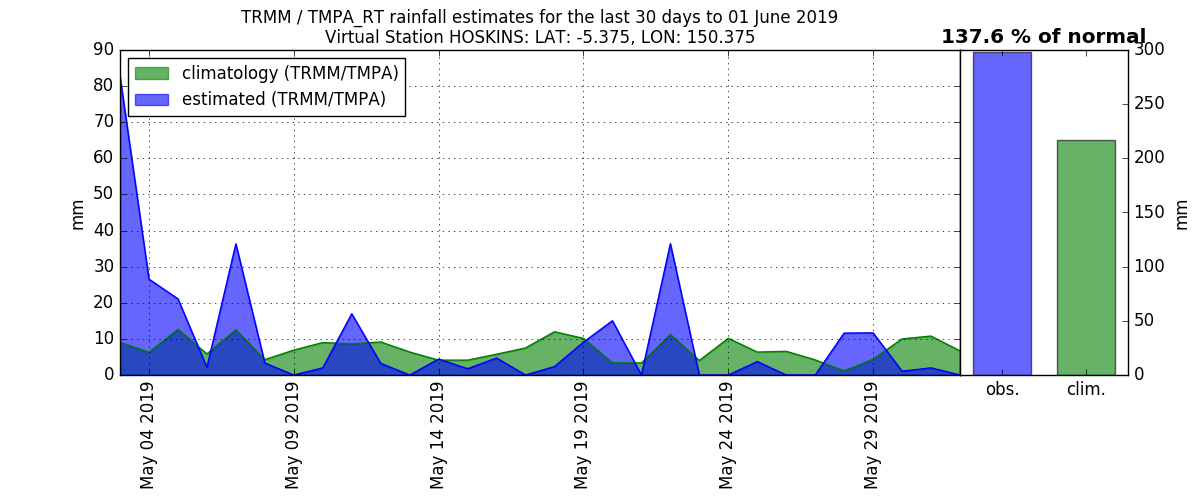 TRMM / TMPA_RT rainfall estimates for the last 30 days to 01 June 2019
Virtual Station HOSKINS: LAT: -5.375, LON: 150.375
137.6 % of normal
climatology (TRMM/TMPA)
estimated (TRMM/TMPA)
mm
90
80
70
60
50
40
30
20
10
0
May 04 2019
May 09 2019
May 14 2019
May 19 2019
May 24 2019
May 29 2019
300
250
200
150
100
50
0
mm
obs.
clim.